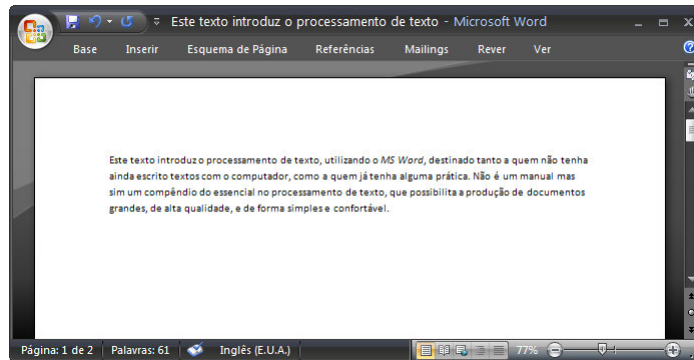 Este texto introduz o processamento de texto - Microsoft Word
Base Inserir Esquema de Página Referências Mailings Rever Ver
Este texto introduz o processamento de texto, utilizando o MS Word, destinado tanto a quem não tenha
ainda escrito textos com o computador, como a quem já tenha alguma prática. Não é um manual mas
sim um compêndio do essencial no processamento de texto, que possibilita a produção de documentos
grandes, de alta qualidade, e de forma simples e confortável.
Página: 1 de 2 Palavras: 61 Inglês (E.U.A.) 77%